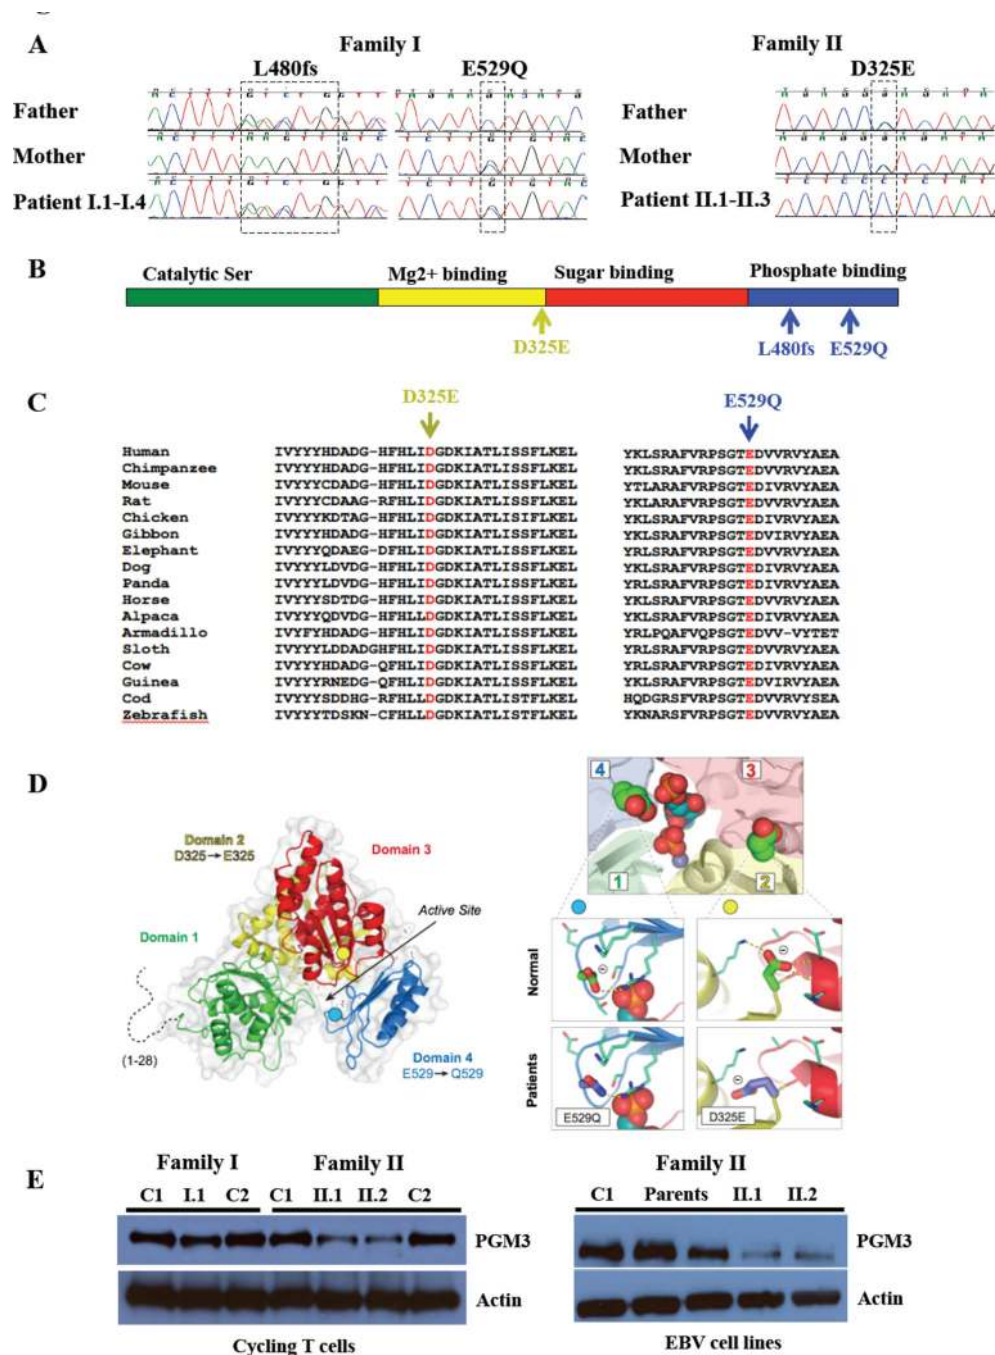 A
Family I
Family II
L480fs
E529Q
D325E
Father
Mother
Patient I.1-I.4
Patient II.1-II.3
B
Catalytic Ser
Mg2+ binding
Sugar binding
Phosphate binding
D325E
L480fs
E529Q
C
D325E
E529Q
Human IVYYYHDADG-HFHLIDGDKIATLISSFLKEL YKLSRAFVRPSGTEDVVRVYAEA
Chimpanzee IVYYYHDADG-HFHLIDGDKIATLISSFLKEL YKLSRAFVRPSGTEDVVRVYAEA
Mouse IVYYYCDADG-HFHLIDGDKIATLISSFLKEL YTLARAFVRPSGTEDVVRVYAEA
Rat IVYYYCDAAG-RFHLIDGDKIATLISSFLKEL YKLARAFVRPSGTEDVVRVYAEA
Chicken IVYYYKDTAG-HFHLIDGDKIATLISIFLKEL YKLSRAFVRPSGTEDIVRVYAEA
Gibbon IVYYYHDADG-HFHLIDGDKIATLISSFLKEL YKLSRAFVRPSGTEDVVRVYAEA
Elephant IVYYYQDAEG-DFHLIDGDKIATLISSFLKEL YRLSRAFVRPSGTEDVVRVYAEA
Dog IVYYYLDVDG-HFHLIDGDKIATLISSFLKEL YKLSRAFVRPSGTEDIVRVYAEA
Panda IVYYYLDVDG-HFHLIDGDKIATLISSFLKEL YRLSRAFVRPSGTEDVVRVYAEA
Horse IVYYYSDTDG-HFHLIDGDKIATLISSFLKEL YKLSRAFVRPSGTEDVVRVYAEA
Alpaca IVYYYQDVDG-HFHLLDGDKIATLISSFLKEL YKLSRAFVRPSGTEDIVRVYAEA
Armadillo IVYFYHDADG-HFHLIDGDKIATLISSFLKEL YRLPQAFVQPSGTEDVV-VYTET
Sloth IVYYYLDDADGHFHLIDGDKIATLISSFLKEL YRLSRAFVRPSGTEDVVRVYAEA
Cow IVYYYHDADG-QFHLIDGDKIATLISSFLKEL YKLSRAFVRPSGTEDIVRVYAEA
Guinea IVYYYRNEDG-QFHLIDGDKIATLISSFLKEL YKLSRAFVRPSGTEDVVRIYAEA
Cod IVYYYSDDHG-RFHLLDGDKIATLISTFLKEL HQDGRSFVRPSGTEDVVRVYSEA
Zebrafish IVYYYTDSKN-CFHLLDGDKIATLISTFLKEL YKNARSFVRPSGTEDVVRVYAEA
D
Domain 2
D325→E325
Domain 3
Active Site
Domain 1
(1-28)
Domain 4
E529→Q529
4
3
1
2
Normal
Patients
E529Q
D325E
E
Family I
Family II
C1 I.1 C2 C1 II.1 II.2 C2
PGM3
Actin
Cycling T cells
Family II
C1 Parents II.1 II.2
PGM3
Actin
EBV cell lines